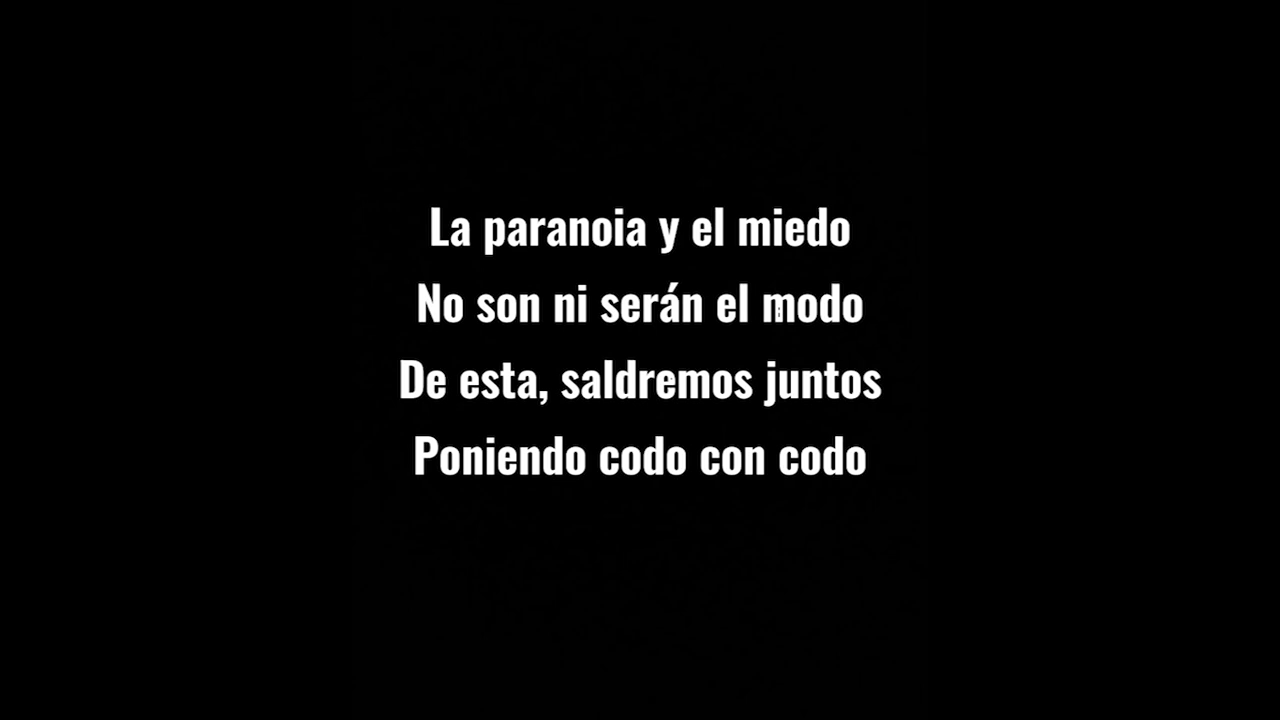 La paranoia y el miedo
No son ni serán el modo
De esta, saldremos juntos
Poniendo codo con codo